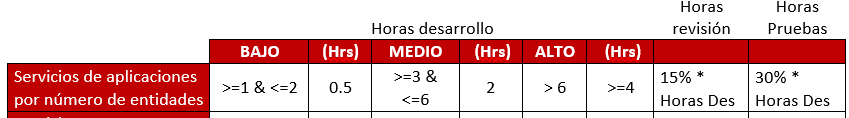 Horas desarrollo
Horas
revisión
Horas
Pruebas
BAJO (Hrs) MEDIO (Hrs) ALTO (Hrs)
Servicios de aplicaciones
por número de entidades
>=1 & <=2
0.5
>=3 &
<=6
2
> 6
>=4
15% *
Horas Des
30% *
Horas Des